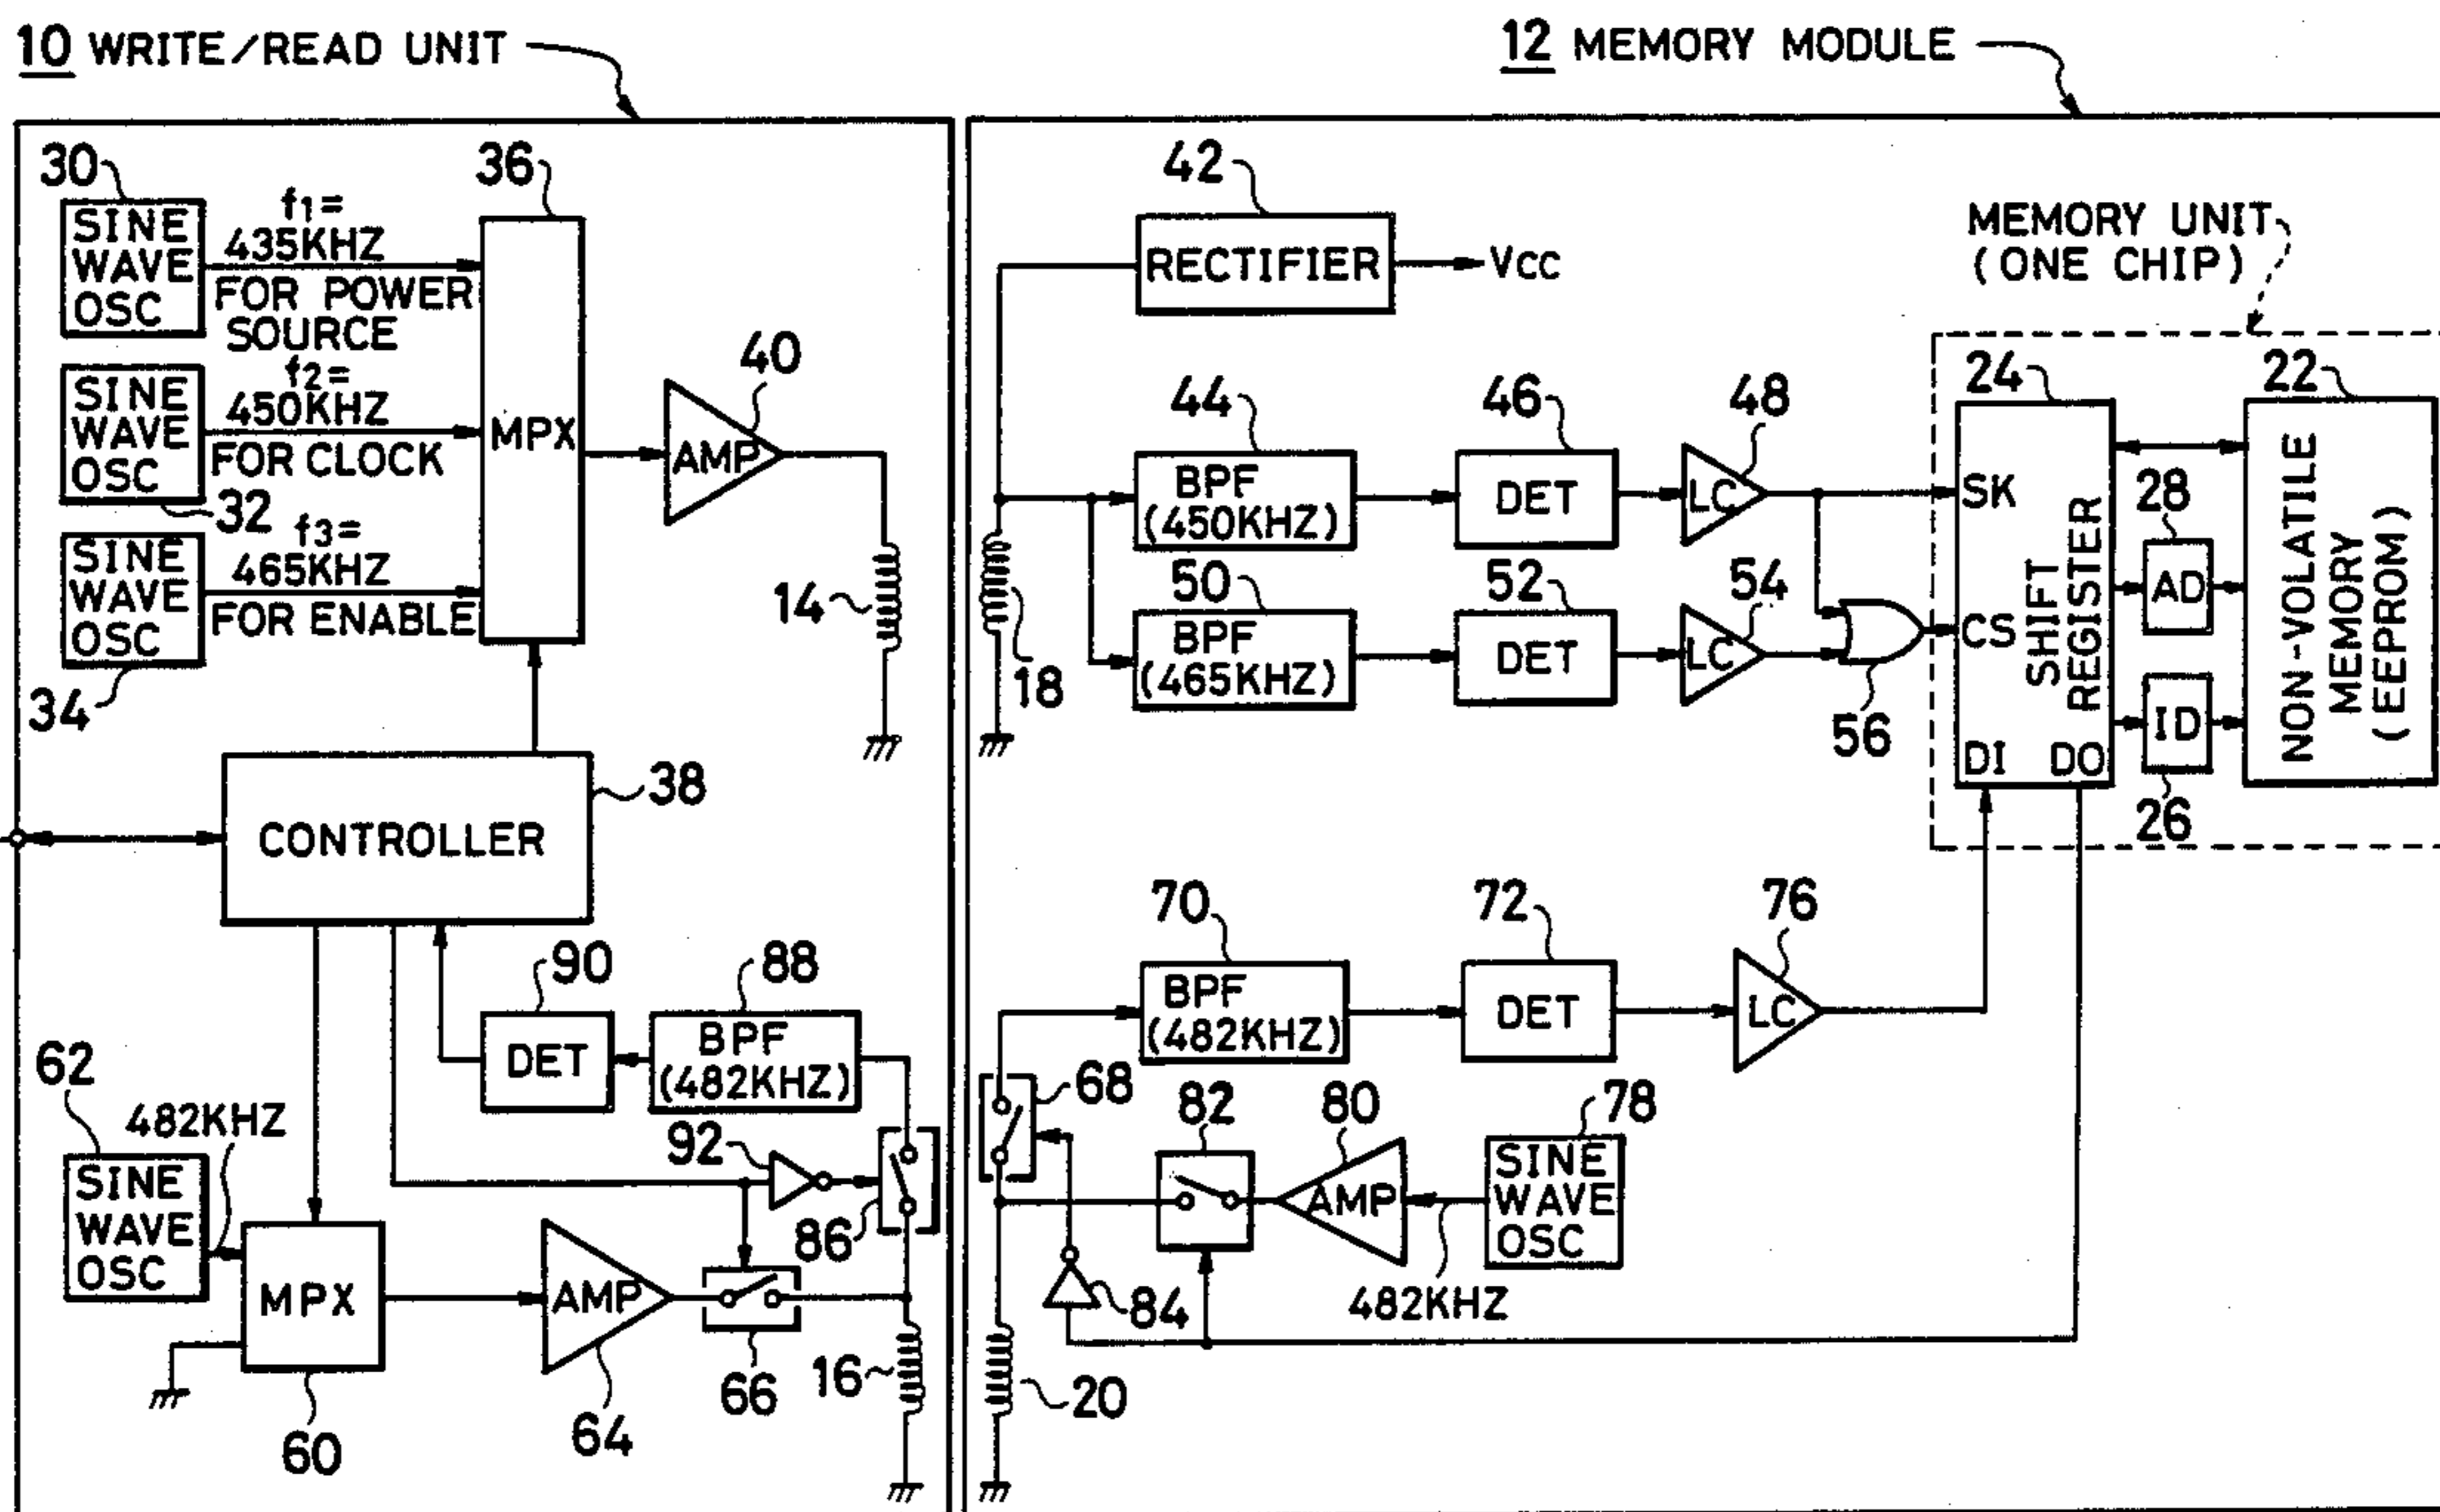 10 WRITE/READ UNIT
12 MEMORY MODULE
30
SINE
WAVE
OSC
f1=
435KHZ
FOR POWER
SOURCE
36
MPX
SINE
WAVE
OSC
32
f2=
450KHZ
FOR CLOCK
SINE
WAVE
OSC
34
f3=
465KHZ
FOR ENABLE
40
AMP
14
CONTROLLER
38
90
DET
88
BPF
(482KHZ)
62
482KHZ
SINE
WAVE
OSC
MPX
60
AMP
64
92
86
66
16
42
RECTIFIER
Vcc
MEMORY UNIT
(ONE CHIP)
44
BPF
(450KHZ)
46
DET
48
LC
50
BPF
(465KHZ)
52
DET
54
LC
18
56
24
SK
CS
DI
DO
SHIFT
REGISTER
22
NON-VOLATILE
MEMORY
(EEPROM)
28
AD
ID
26
70
BPF
(482KHZ)
72
DET
76
LC
68
82
80
AMP
78
SINE
WAVE
OSC
482KHZ
84
20